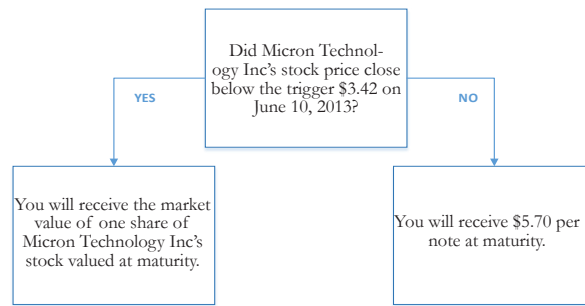 Did Micron Technol-
ogy Inc's stock price close
below the trigger $3.42 on
June 10, 2013?
YES
NO
You will receive the market
value of one share of
Micron Technology Inc's
stock valued at maturity.
You will receive $5.70 per
note at maturity.